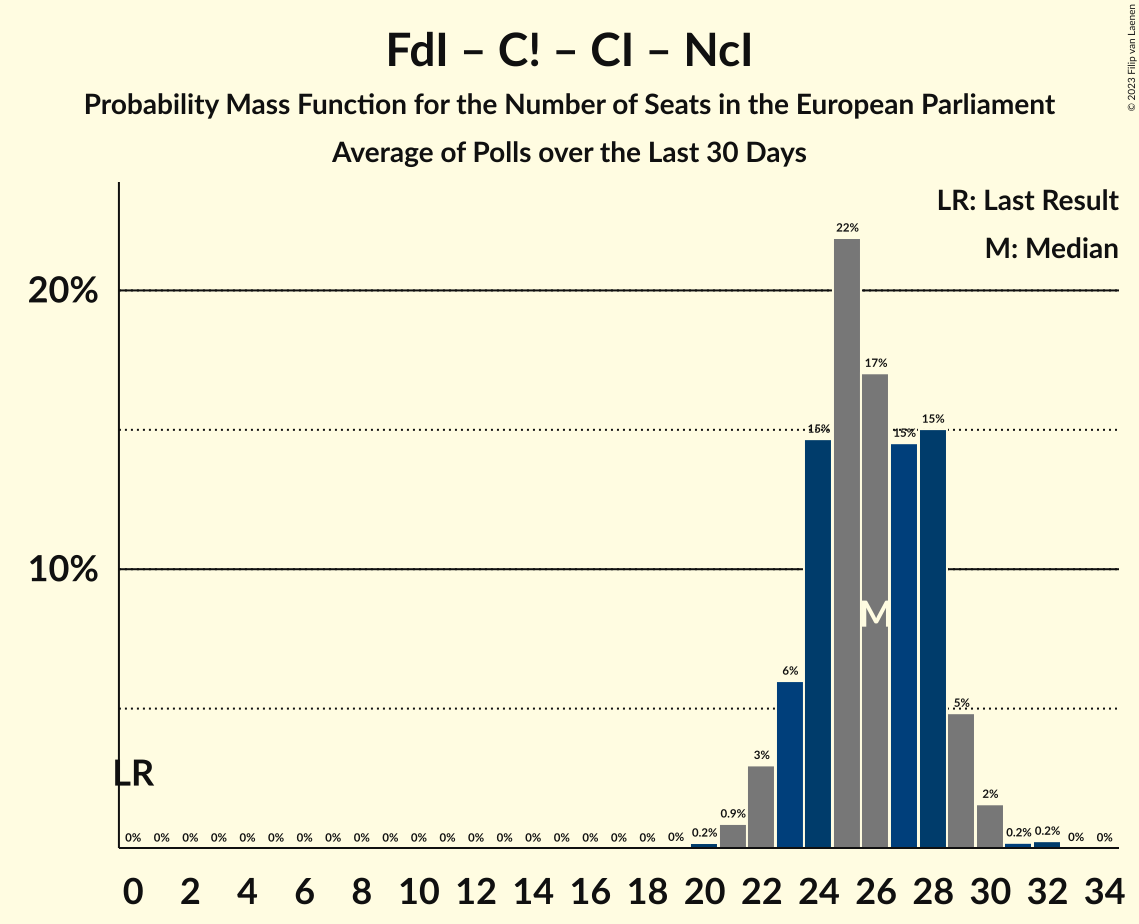 FdI – C! – CI – NcI
Probability Mass Function for the Number of Seats in the European Parliament
Average of Polls over the Last 30 Days
© 2023 Filip van Laenen
LR: Last Result
M: Median
20%
10%
LR
M
0% 0% 0% 0% 0% 0% 0% 0% 0% 0% 0% 0% 0% 0% 0% 0% 0% 0% 0% 0% 0.2% 0.9% 3% 6% 15% 22% 17% 15% 15% 5% 2% 0.2% 0.2% 0% 0%
0 2 4 6 8 10 12 14 16 18 20 22 24 26 28 30 32 34